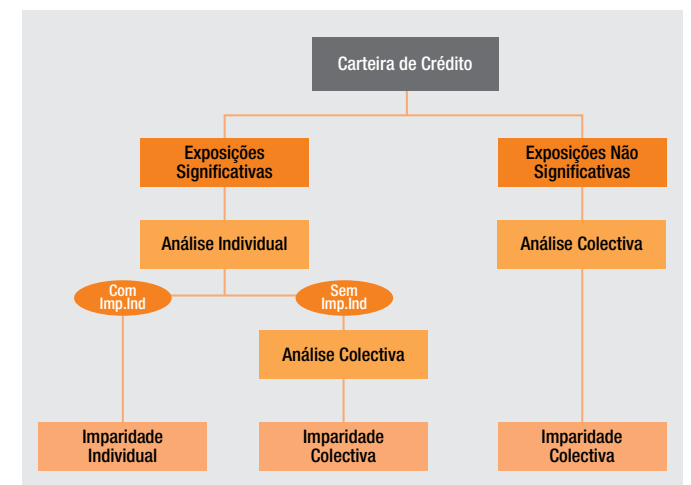 Carteira de Crédito
Exposições
Significativas
Exposições Não
Significativas
Análise Individual
Análise Colectiva
Com
Imp.Ind
Sem
Imp.Ind
Análise Colectiva
Imparidade
Individual
Imparidade
Colectiva
Imparidade
Colectiva